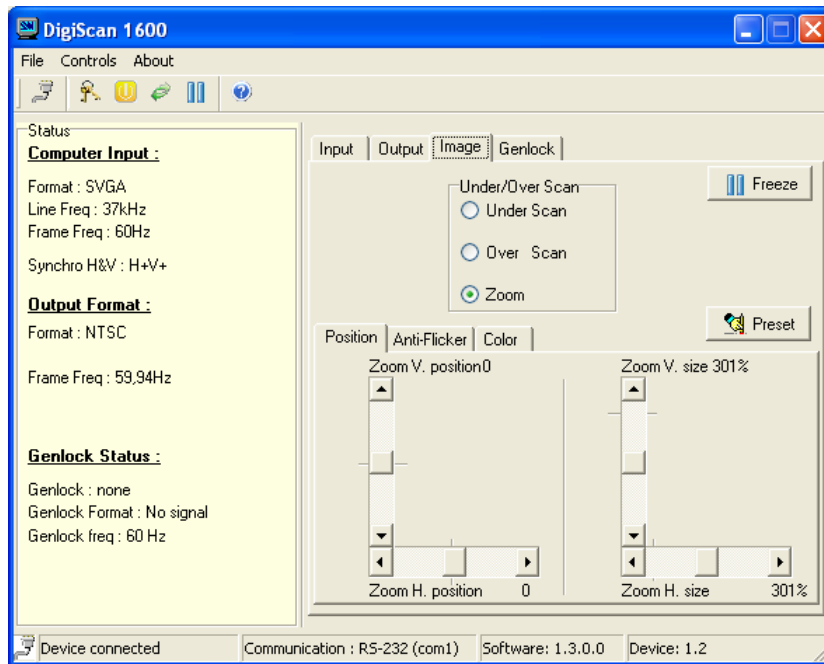 DigiScan 1600
File Controls About
Status
Computer Input :
Format : SVGA
Line Freq : 37kHz
Frame Freq : 60Hz
Synchro H&V : H+V+
Output Format :
Format : NTSC
Frame Freq : 59,94Hz
Genlock Status :
Genlock : none
Genlock Format : No signal
Genlock freq : 60 Hz
Input Output Image Genlock
Under/Over Scan
Under Scan
Over Scan
Zoom
Freeze
Preset
Position Anti-Flicker Color
Zoom V. position0
Zoom V. size 301%
Zoom H. position 0
Zoom H. size 301%
Device connected Communication : RS-232 (com1) Software: 1.3.0.0 Device: 1.2